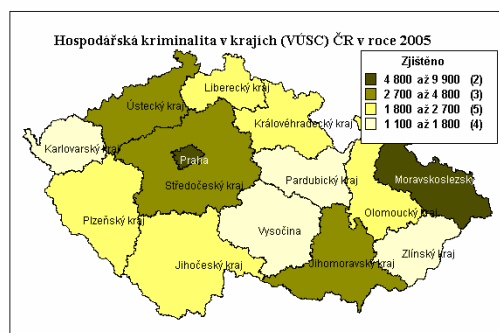 Hospodářská kriminalita v krajích (VÚSC) ČR v roce 2005
Zjištěno
4 800 až 9 900 (2)
2 700 až 4 800 (3)
1 800 až 2 700 (5)
1 100 až 1 800 (4)
Liberecký kraj
Ústecký kraj
Královéhradecký kraj
Karlovarský kraj
Praha
Středočeský kraj
Pardubický kraj
Moravskoslezský
Olomoucký kraj
Plzeňský kraj
Vysočina
Zlínský kraj
Jihočeský kraj
Jihomoravský kraj